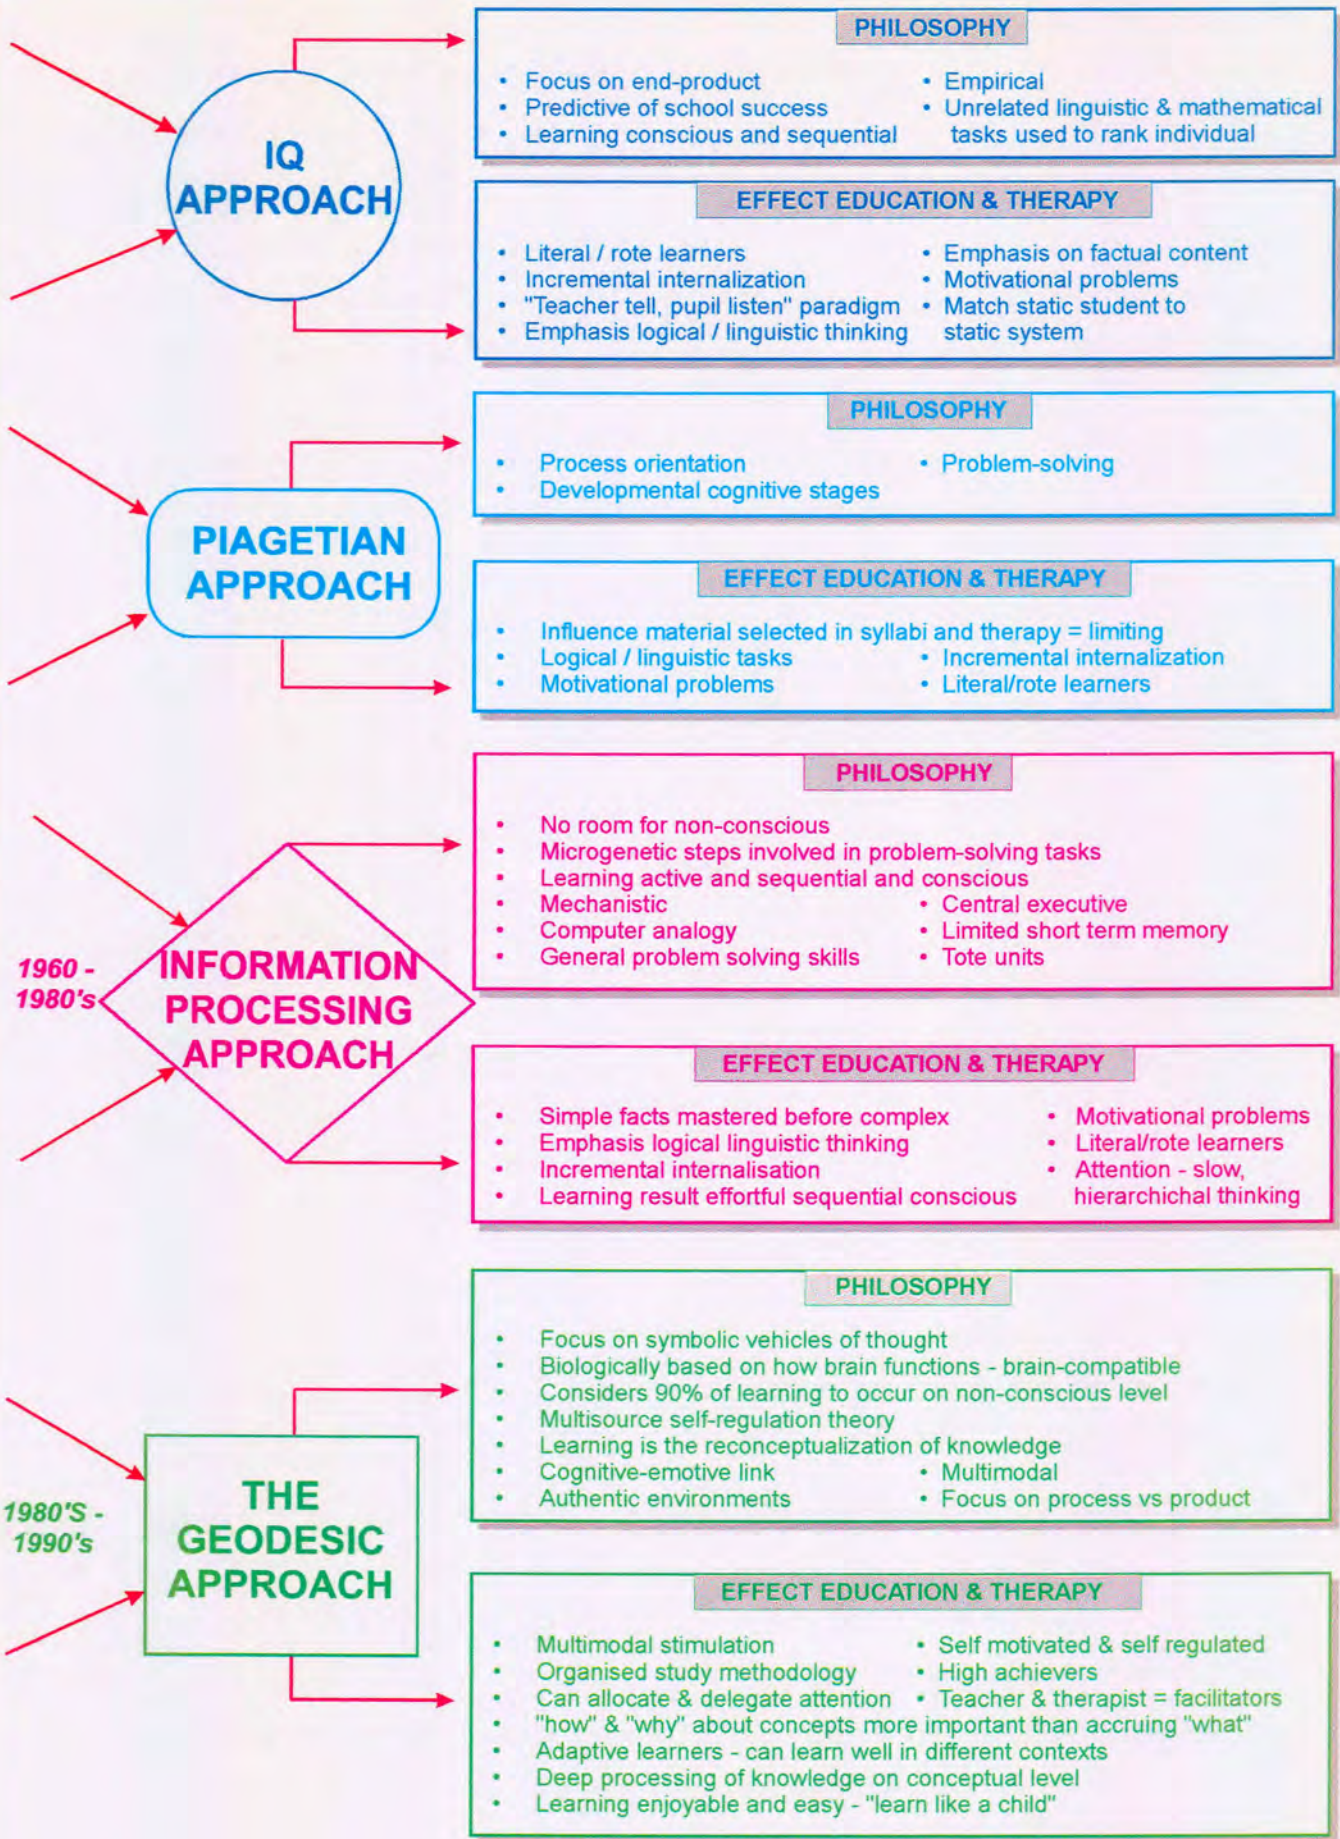 IQ
APPROACH
PHILOSOPHY
• Focus on end-product
• Predictive of school success
• Learning conscious and sequential
• Empirical
• Unrelated linguistic & mathematical
tasks used to rank individual
EFFECT EDUCATION & THERAPY
• Literal / rote learners
• Incremental internalization
• "Teacher tell, pupil listen" paradigm
• Emphasis logical / linguistic thinking
• Emphasis on factual content
• Motivational problems
• Match static student to
static system
PIAGETIAN
APPROACH
PHILOSOPHY
• Process orientation
• Developmental cognitive stages
• Problem-solving
EFFECT EDUCATION & THERAPY
• Influence material selected in syllabi and therapy = limiting
• Logical / linguistic tasks
• Motivational problems
• Incremental internalization
• Literal/rote learners
1960 -
1980's
INFORMATION
PROCESSING
APPROACH
PHILOSOPHY
• No room for non-conscious
• Microgenetic steps involved in problem-solving tasks
• Learning active and sequential and conscious
• Mechanistic
• Computer analogy
• General problem solving skills
• Central executive
• Limited short term memory
• Tote units
EFFECT EDUCATION & THERAPY
• Simple facts mastered before complex
• Emphasis logical linguistic thinking
• Incremental internalisation
• Learning result effortful sequential conscious
• Motivational problems
• Literal/rote learners
• Attention - slow,
hierarchichal thinking
1980'S -
1990's
THE
GEODESIC
APPROACH
PHILOSOPHY
• Focus on symbolic vehicles of thought
• Biologically based on how brain functions - brain-compatible
• Considers 90% of learning to occur on non-conscious level
• Multisource self-regulation theory
• Learning is the reconceptualization of knowledge
• Cognitive-emotive link
• Authentic environments
• Multimodal
• Focus on process vs product
EFFECT EDUCATION & THERAPY
• Multimodal stimulation
• Organised study methodology
• Can allocate & delegate attention
• Self motivated & self regulated
• High achievers
• Teacher & therapist = facilitators
• "how" & "why" about concepts more important than accruing "what"
• Adaptive learners - can learn well in different contexts
• Deep processing of knowledge on conceptual level
• Learning enjoyable and easy - "learn like a child"